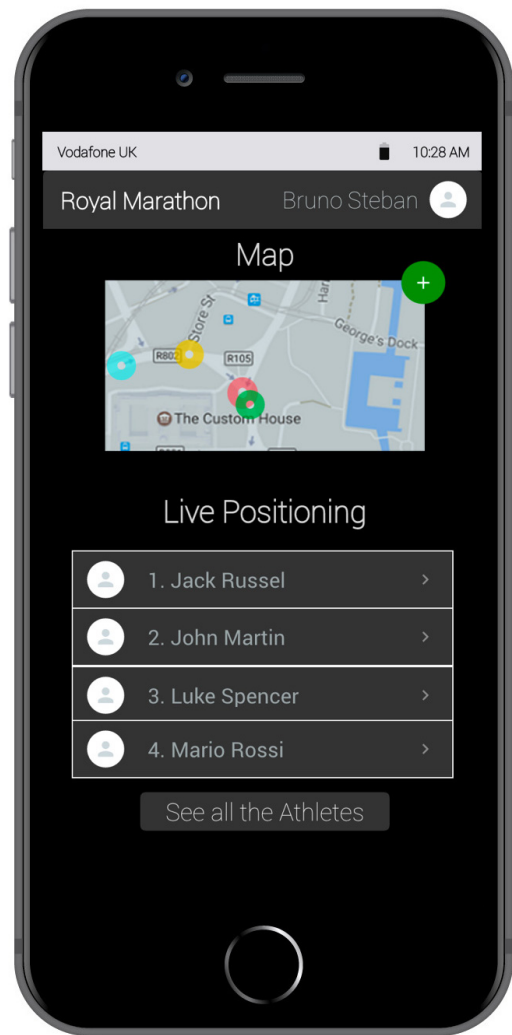 Vodafone UK 10:28 AM
Royal Marathon Bruno Steban
Map
Store St
Har
George's Dock
R802
R105
The Custom House
Live Positioning
1. Jack Russel
2. John Martin
3. Luke Spencer
4. Mario Rossi
See all the Athletes